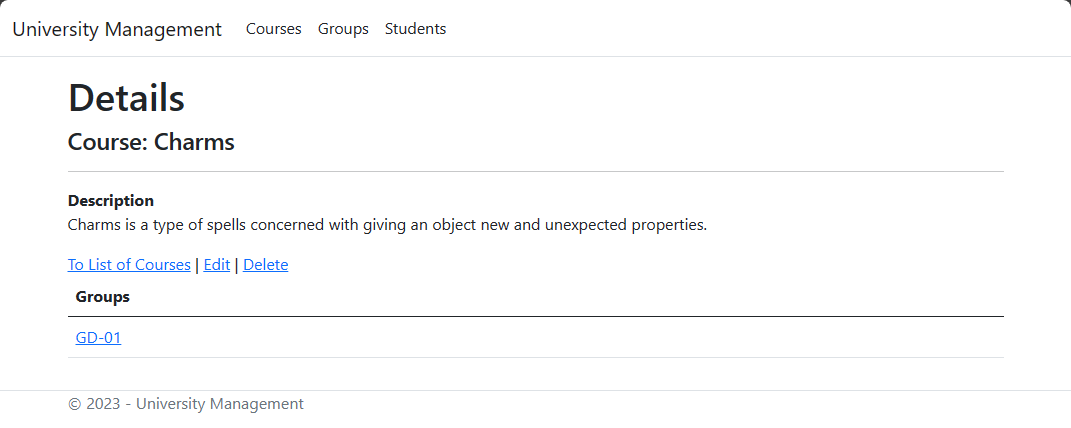 University Management Courses Groups Students
Details
Course: Charms
Description
Charms is a type of spells concerned with giving an object new and unexpected properties.
To List of Courses | Edit | Delete
Groups
GD-01
© 2023 - University Management